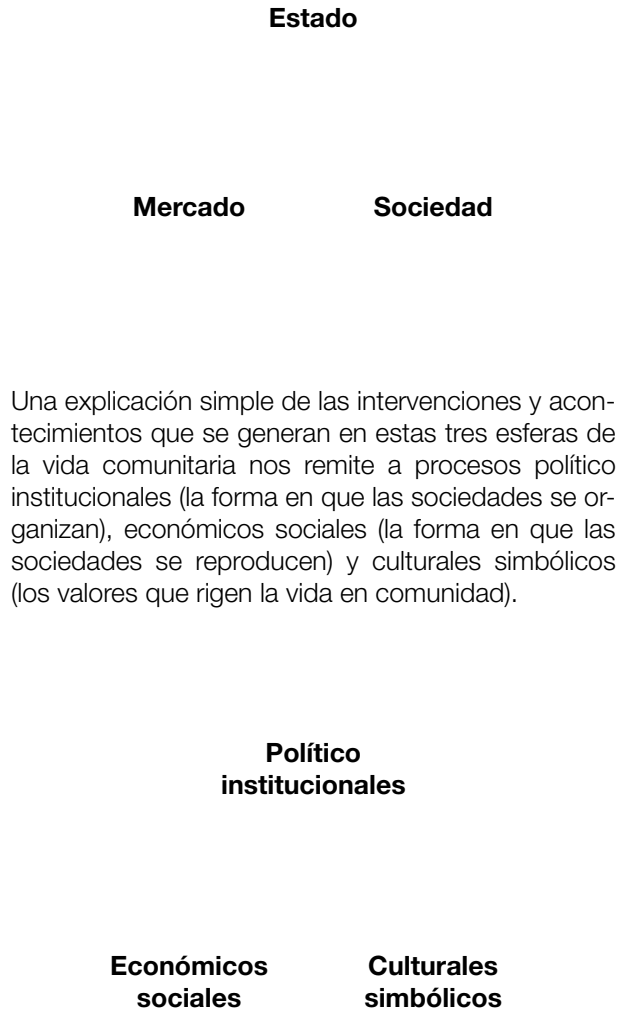 Estado
Mercado Sociedad
Una explicación simple de las intervenciones y acon-
tecimientos que se generan en estas tres esferas de
la vida comunitaria nos remite a procesos político
institucionales (la forma en que las sociedades se or-
ganizan), económicos sociales (la forma en que las
sociedades se reproducen) y culturales simbólicos
(los valores que rigen la vida en comunidad).
Político
institucionales
Económicos
sociales
Culturales
simbólicos